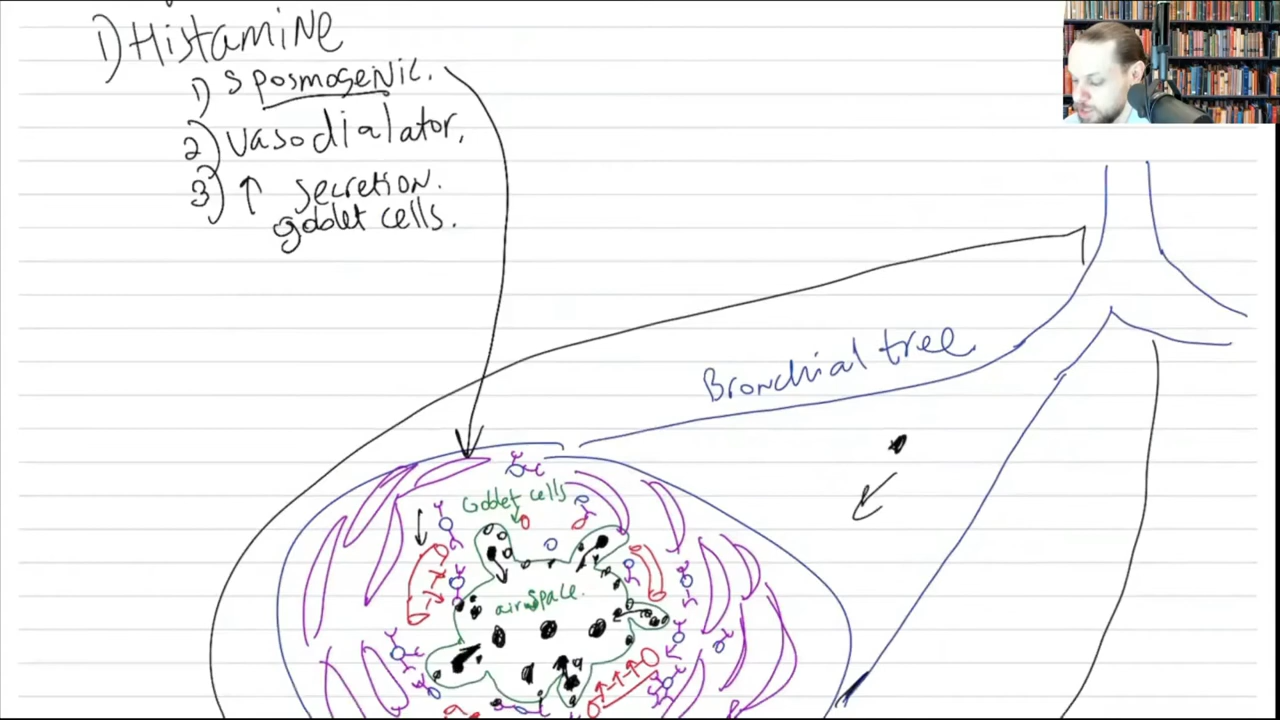 1) Histamine
1) sposmogenic.
2) vasodialator,
3) ↑ secretion.
goblet cells.
Bronchial tree
Goblet cells
airspace.